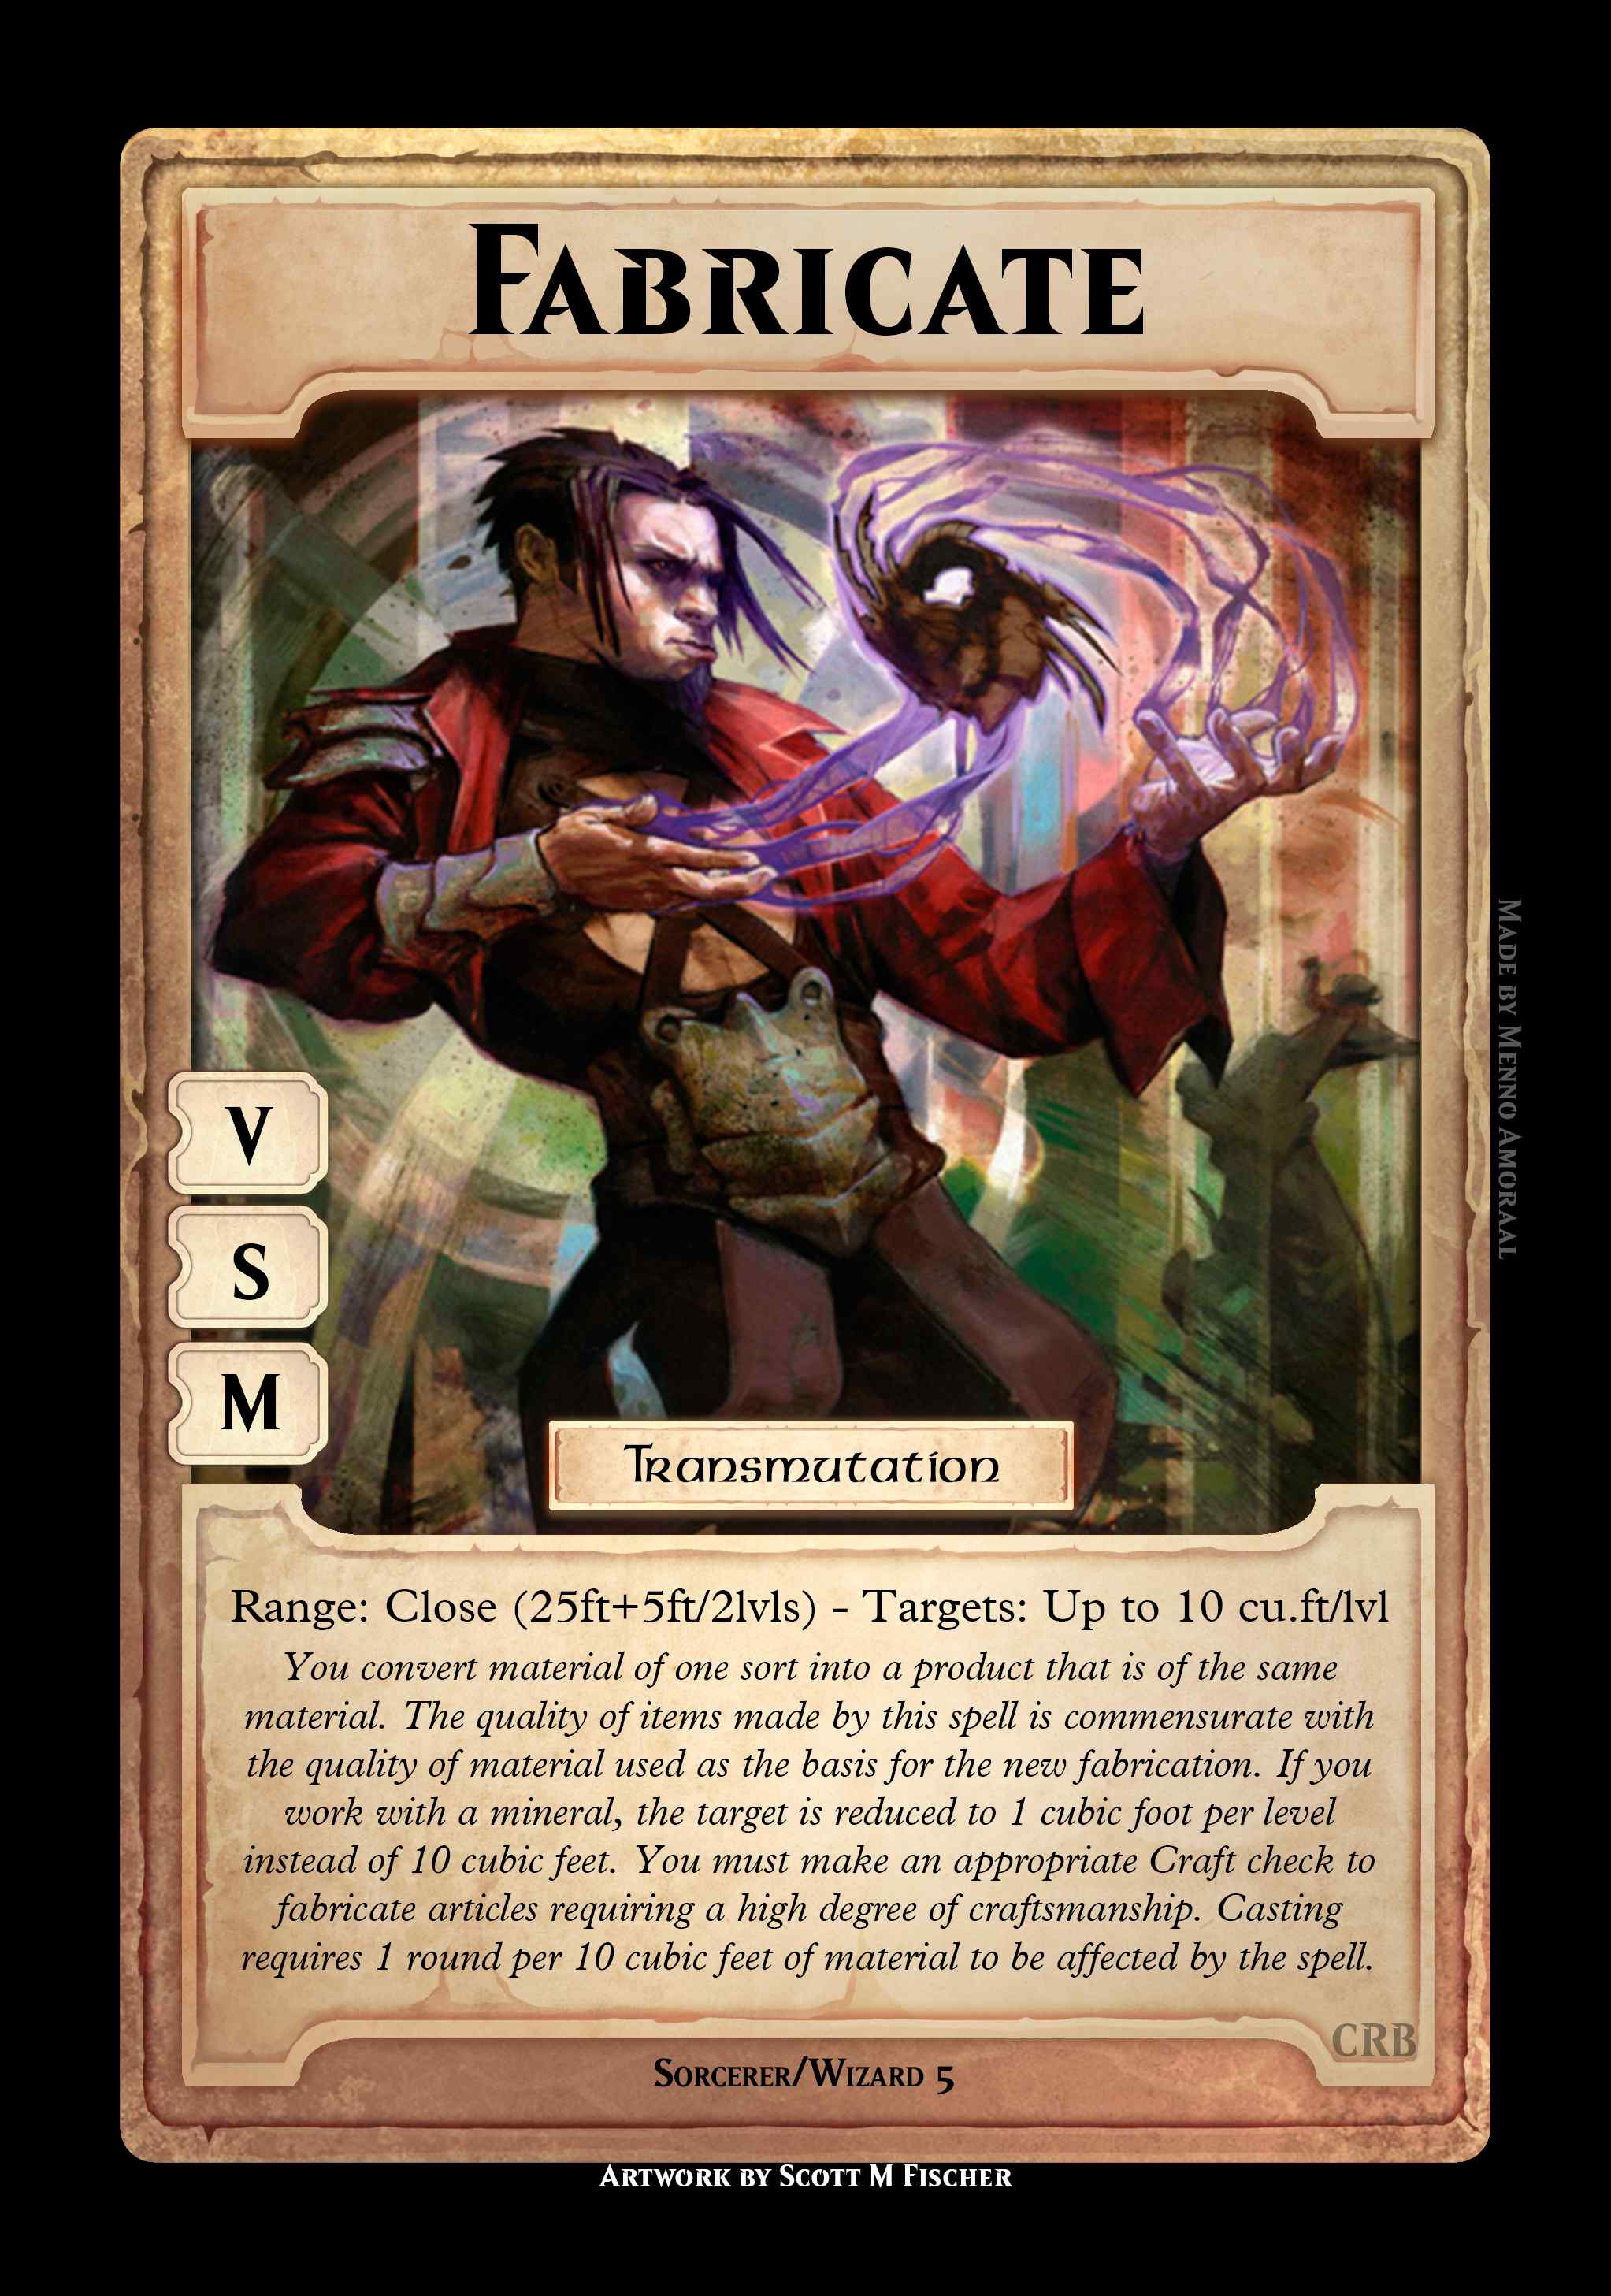 Fabricate
V
S
M
Transmutation
Range: Close (25ft+5ft/2lvls) - Targets: Up to 10 cu.ft/lvl
You convert material of one sort into a product that is of the same
material. The quality of items made by this spell is commensurate with
the quality of material used as the basis for the new fabrication. If you
work with a mineral, the target is reduced to 1 cubic foot per level
instead of 10 cubic feet. You must make an appropriate Craft check to
fabricate articles requiring a high degree of craftsmanship. Casting
requires 1 round per 10 cubic feet of material to be affected by the spell.
CRB
Sorcerer/Wizard 5
Artwork by Scott M Fischer
Made by Menno Amoraal